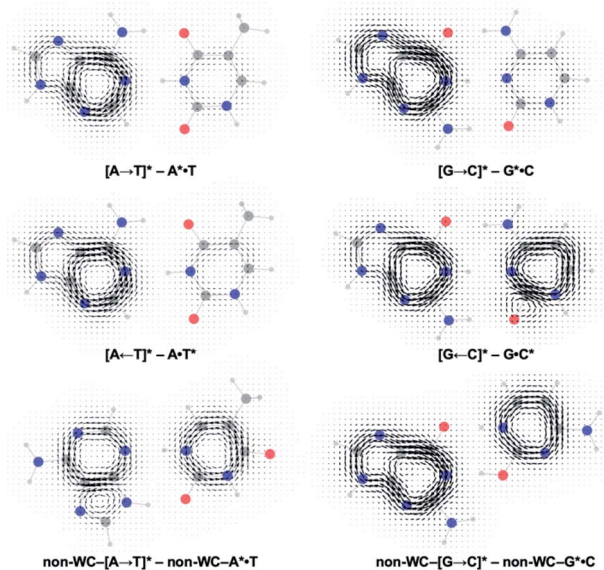 [A→T]* – A*•T
[G→C]* – G*•C
[A←T]* – A•T*
[G←C]* – G•C*
non-WC–[A→T]* – non-WC–A*•T
non-WC–[G→C]* – non-WC–G*•C